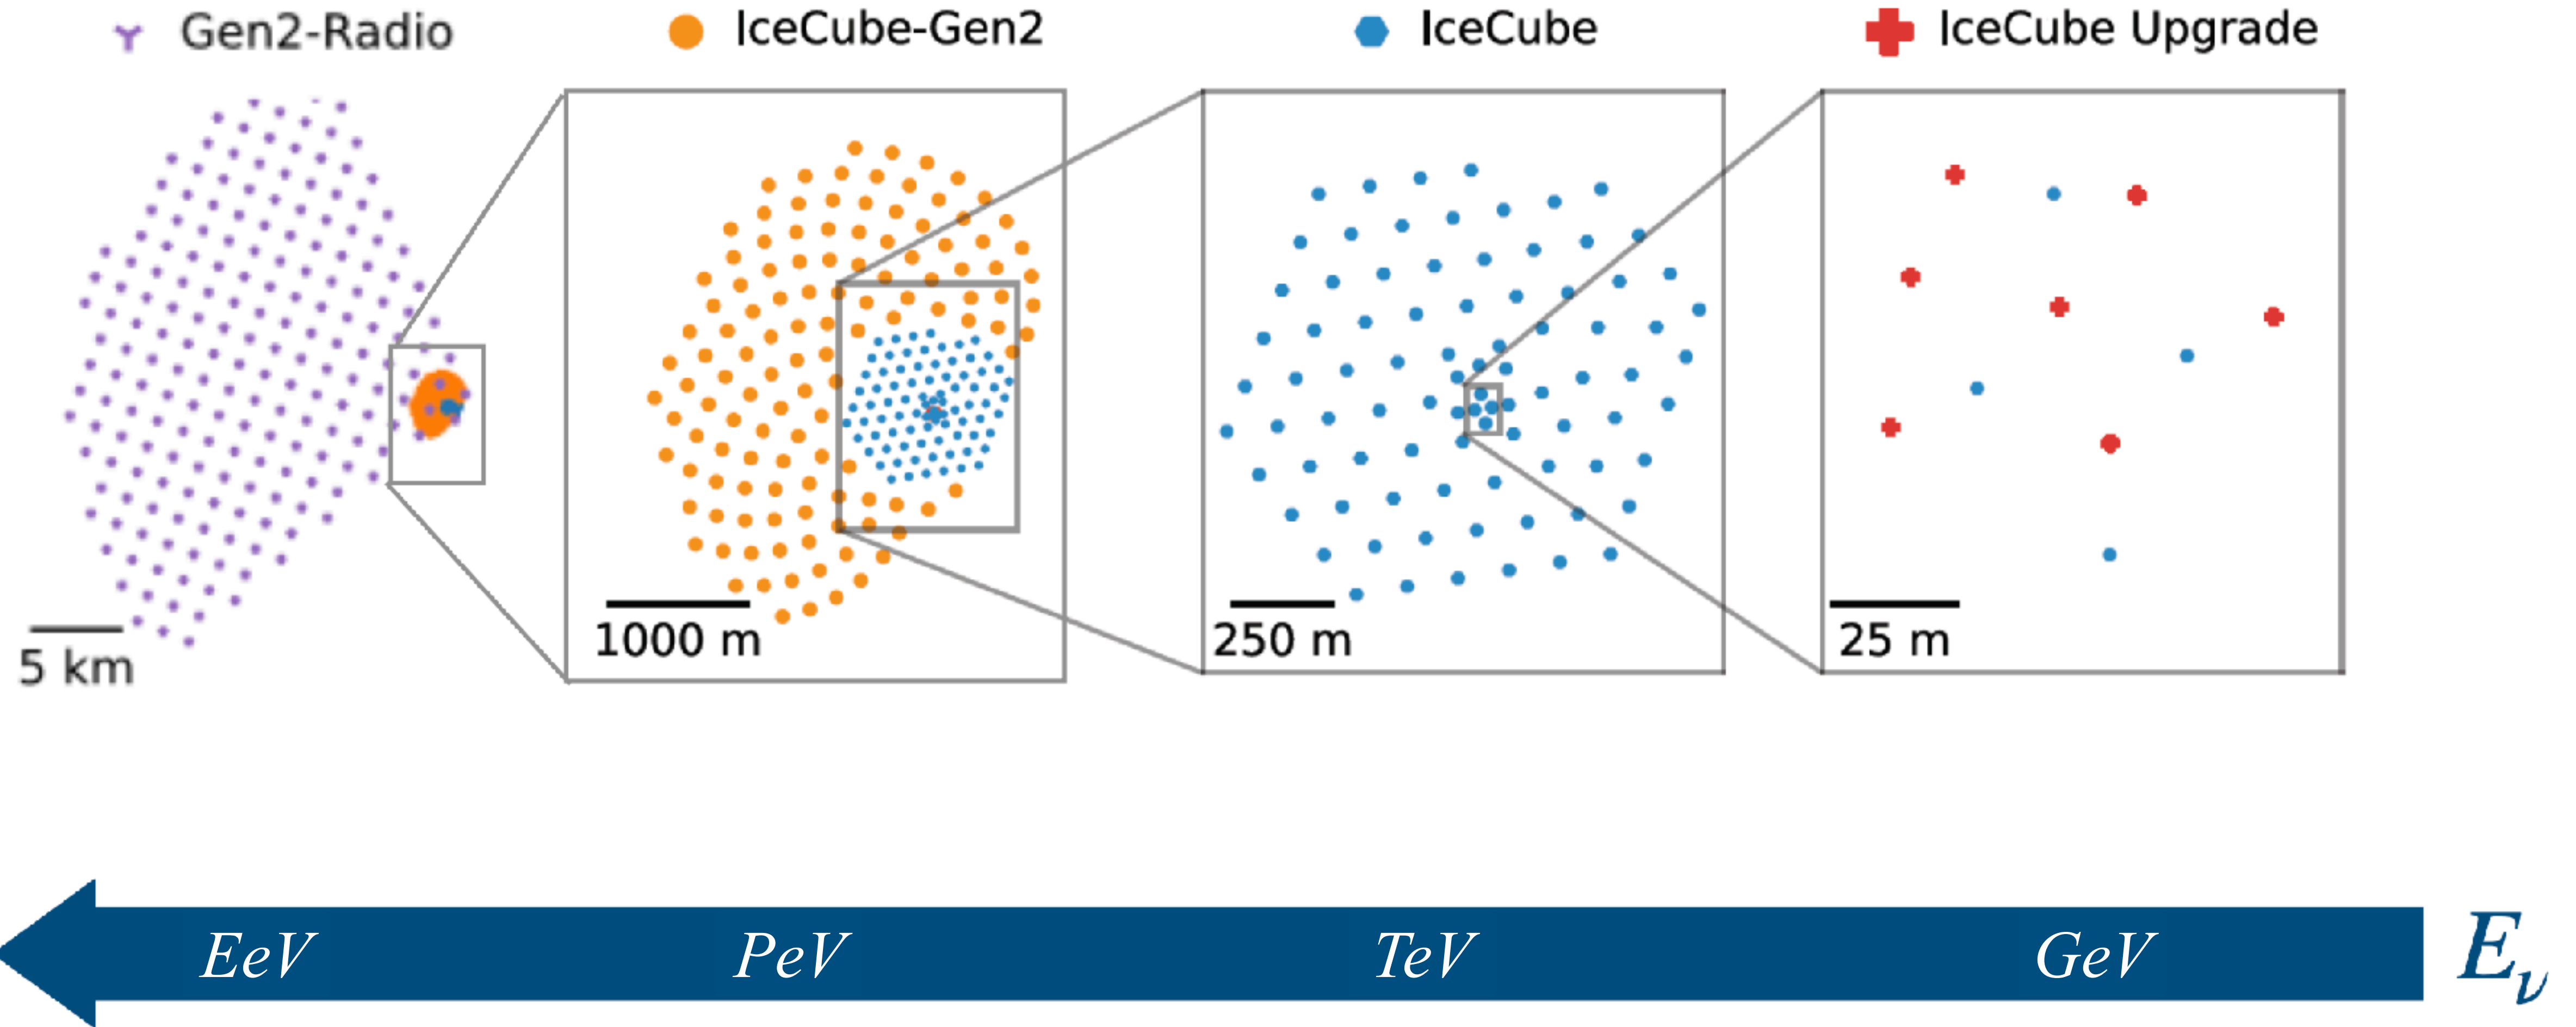 Gen2-Radio
IceCube-Gen2
IceCube
IceCube Upgrade
5 km
1000 m
250 m
25 m
EeV
PeV
TeV
GeV
Eν